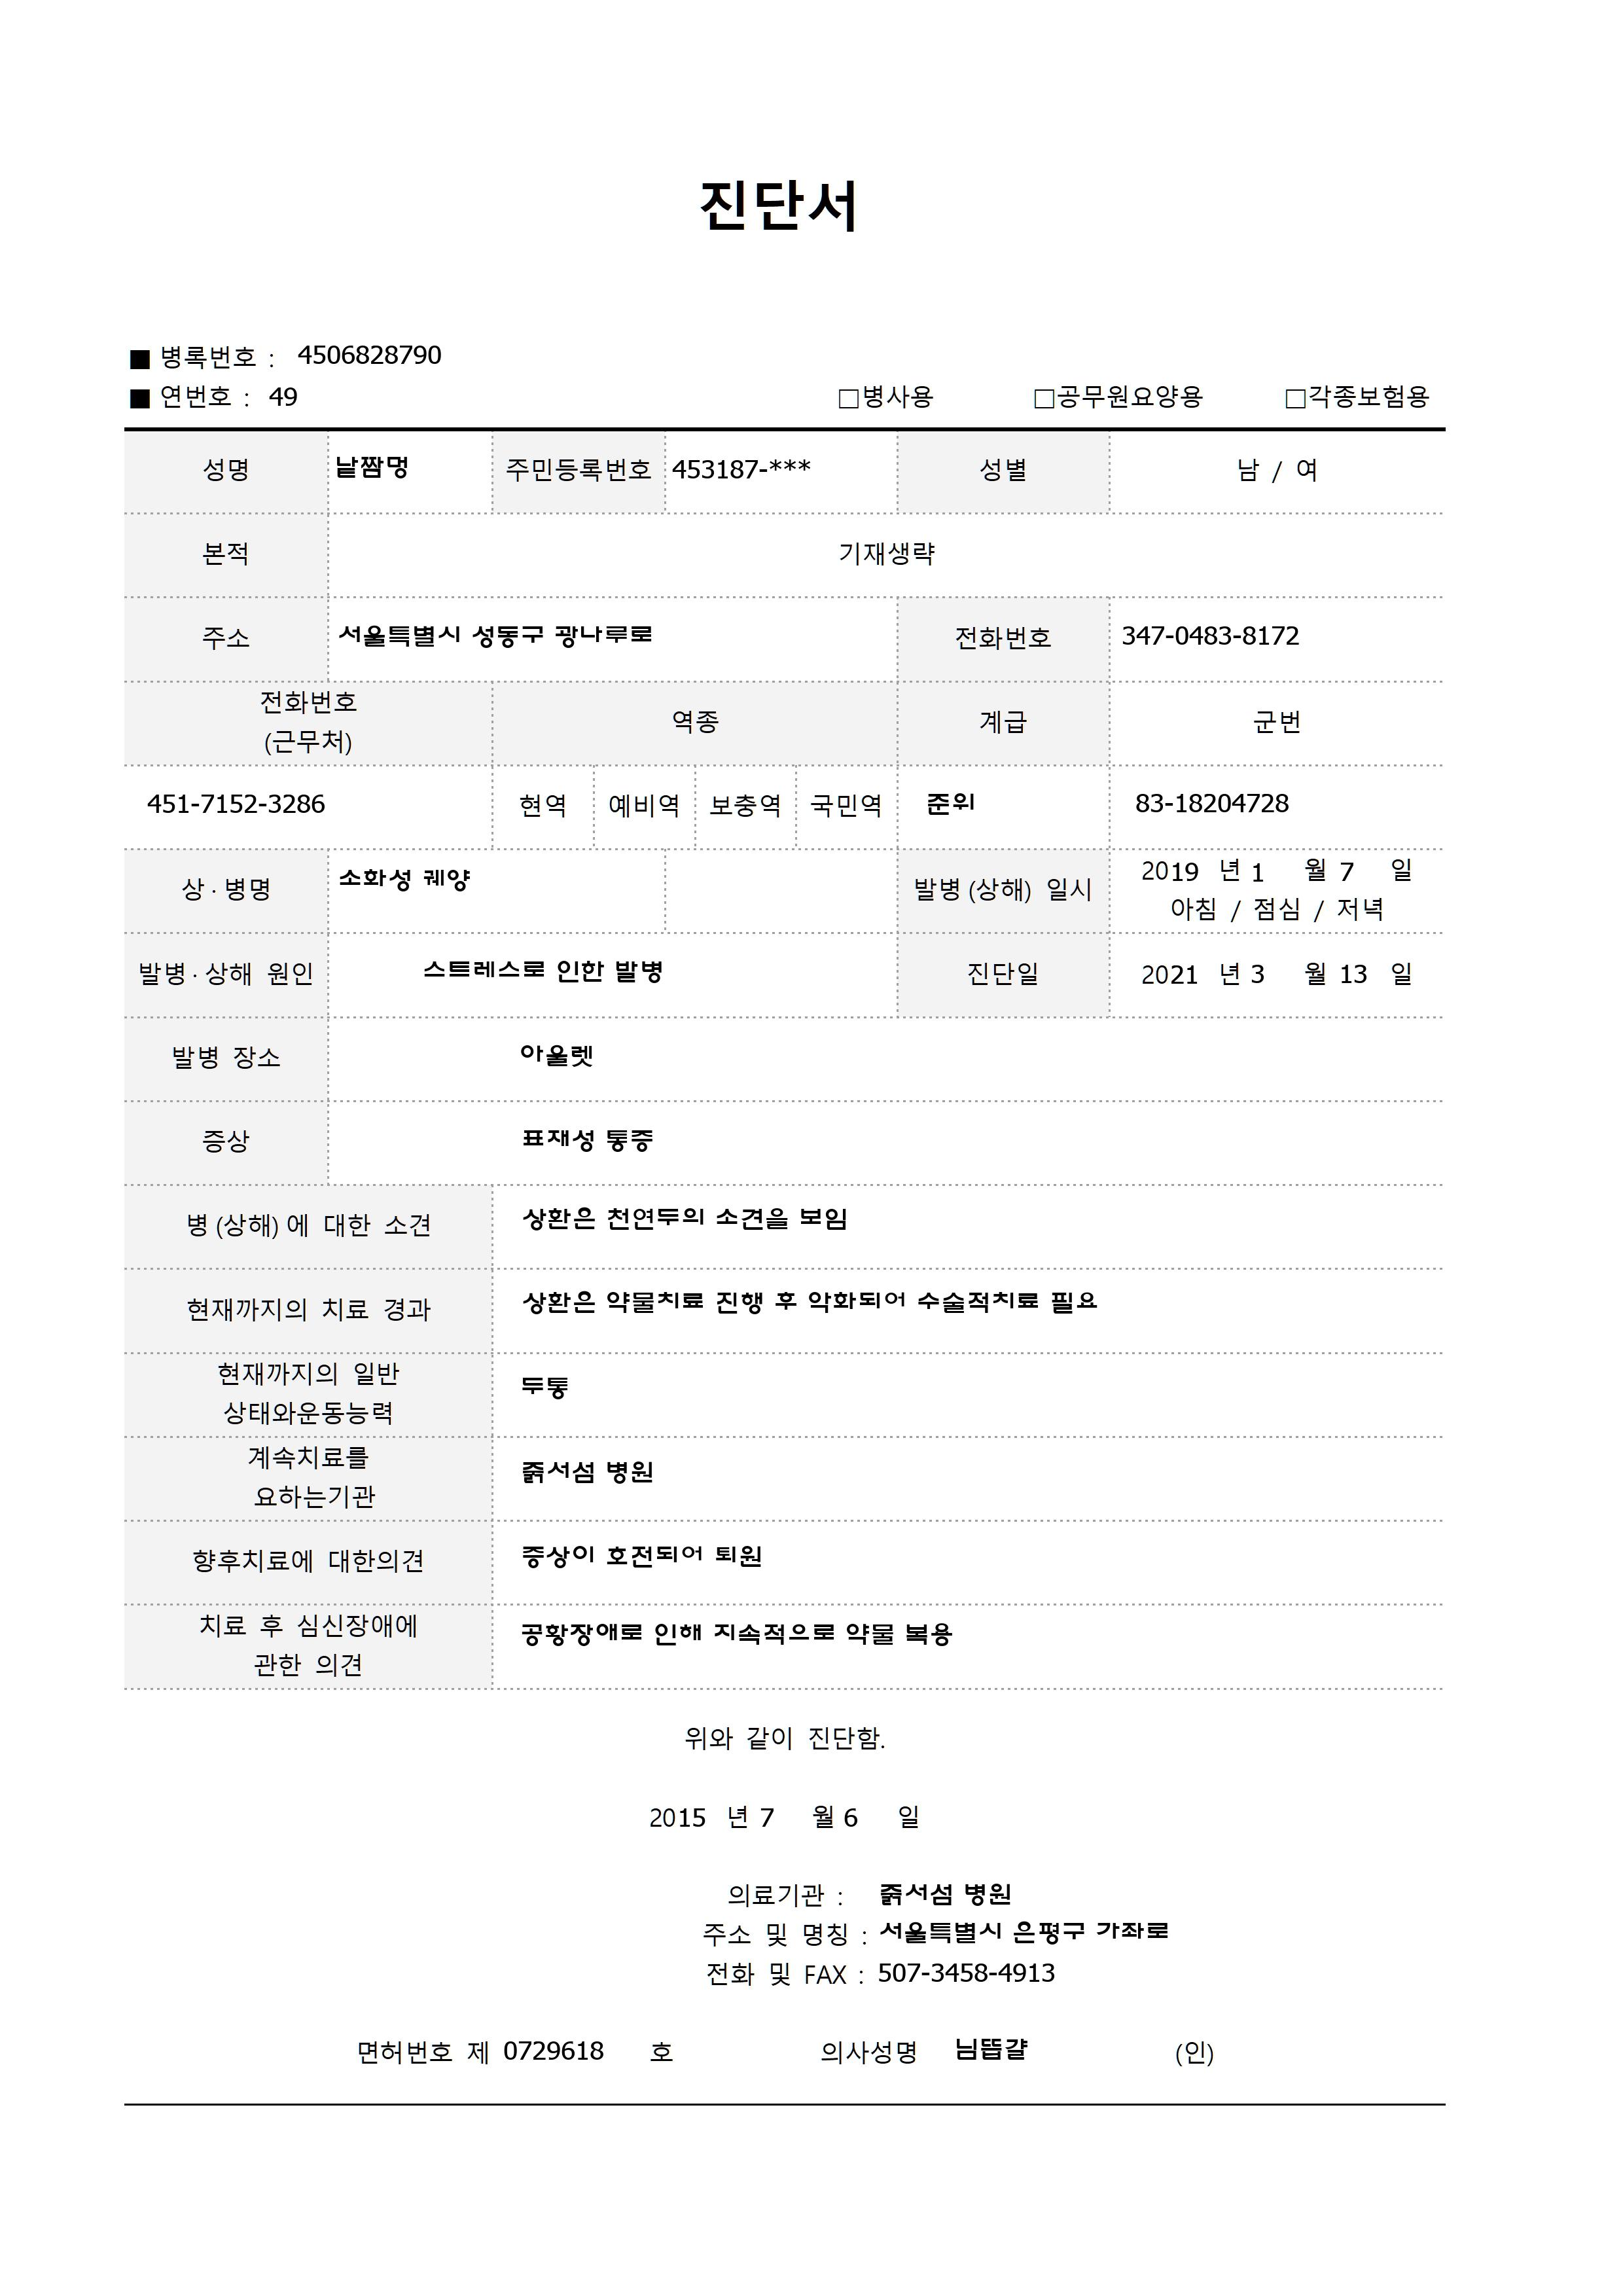 진단서
■ 병록번호 : 4506828790
■ 연번호 : 49 □병사용 □공무원요양용 □각종보험용
성명 낱짬멍 주민등록번호 453187-*** 성별 남 / 여
본적 기재생략
주소 서울특별시 성동구 광나루로 전화번호 347-0483-8172
전화번호
(근무처) 역종 계급 군번
451-7152-3286 현역 예비역 보충역 국민역 준위 83-18204728
상·병명 소화성 궤양 발병(상해) 일시 2019 년 1 월 7 일
아침 / 점심 / 저녁
발병·상해 원인 스트레스로 인한 발병 진단일 2021 년 3 월 13 일
발병 장소 아울렛
증상 표재성 통증
병(상해)에 대한 소견 상환은 천연두의 소견을 보임
현재까지의 치료 경과 상환은 약물치료 진행 후 악화되어 수술적치료 필요
현재까지의 일반
상태와운동능력 두통
계속치료를
요하는기관 줅서섬 병원
향후치료에 대한의견 증상이 호전되어 퇴원
치료 후 심신장애에
관한 의견 공황장애로 인해 지속적으로 약물 복용
위와 같이 진단함.
2015 년 7 월 6 일
의료기관 : 줅서섬 병원
주소 및 명칭 : 서울특별시 은평구 가좌로
전화 및 FAX : 507-3458-4913
면허번호 제 0729618 호 의사성명 님뜹걀 (인)